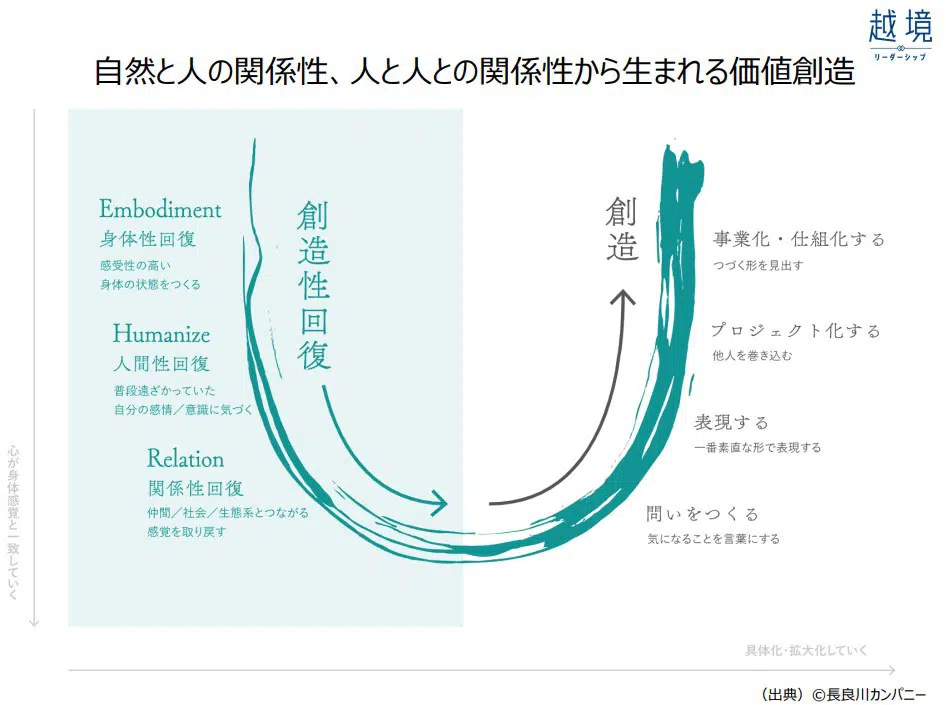 越境
リーダーシップ
自然と人の関係性、人と人との関係性から生まれる価値創造
Embodiment
身体性回復
感受性の高い
身体の状態をつくる
Humanize
人間性回復
普段遠ざかっていた
自分の感情／意識に気づく
Relation
関係性回復
仲間／社会／生態系とつながる
感覚を取り戻す
創造性回復
創造
事業化・仕組化する
つづく形を見出す
プロジェクト化する
他人を巻き込む
表現する
一番素直な形で表現する
問いをつくる
気になることを言葉にする
心が身体感覚と一致していく
具体化・拡大化していく
（出典）©長良川カンパニー